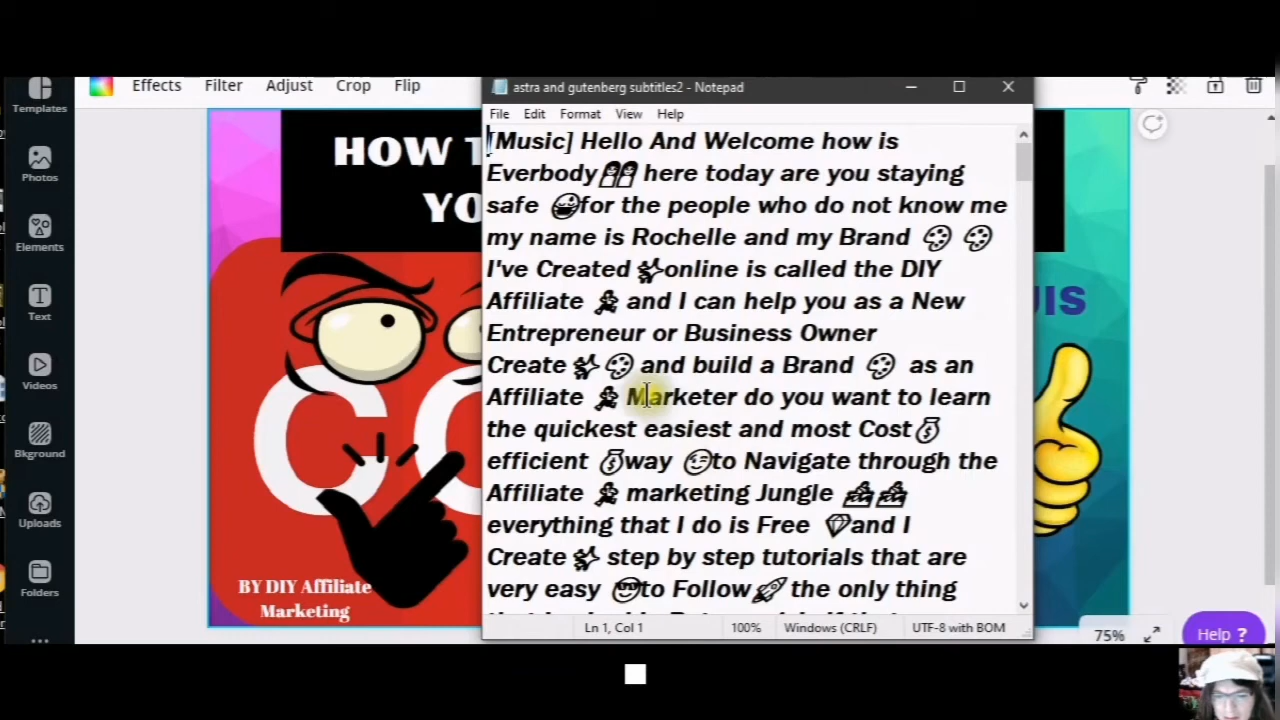 Effects Filter Adjust Crop Flip
Templates
Photos
Elements
Text
Videos
Bkground
Uploads
Folders
HOW
YO
UIS
BY DIY Affiliate
Marketing
astra and gutenberg subtitles2 - Notepad
File Edit Format View Help
[Music] Hello And Welcome how is
Everbody here today are you staying
safe for the people who do not know me
my name is Rochelle and my Brand
I've Created online is called the DIY
Affiliate and I can help you as a New
Entrepreneur or Business Owner
Create and build a Brand as an
Affiliate Marketer do you want to learn
the quickest easiest and most Cost
efficient way to Navigate through the
Affiliate marketing Jungle
everything that I do is Free and I
Create step by step tutorials that are
very easy to Follow the only thing
Ln 1, Col 1 100% Windows (CRLF) UTF-8 with BOM
75% Help ?